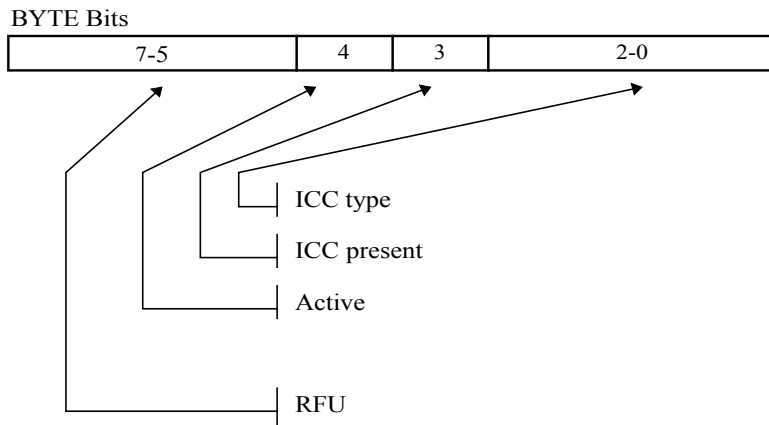 BYTE Bits
7-5 4 3 2-0
ICC type
ICC present
Active
RFU